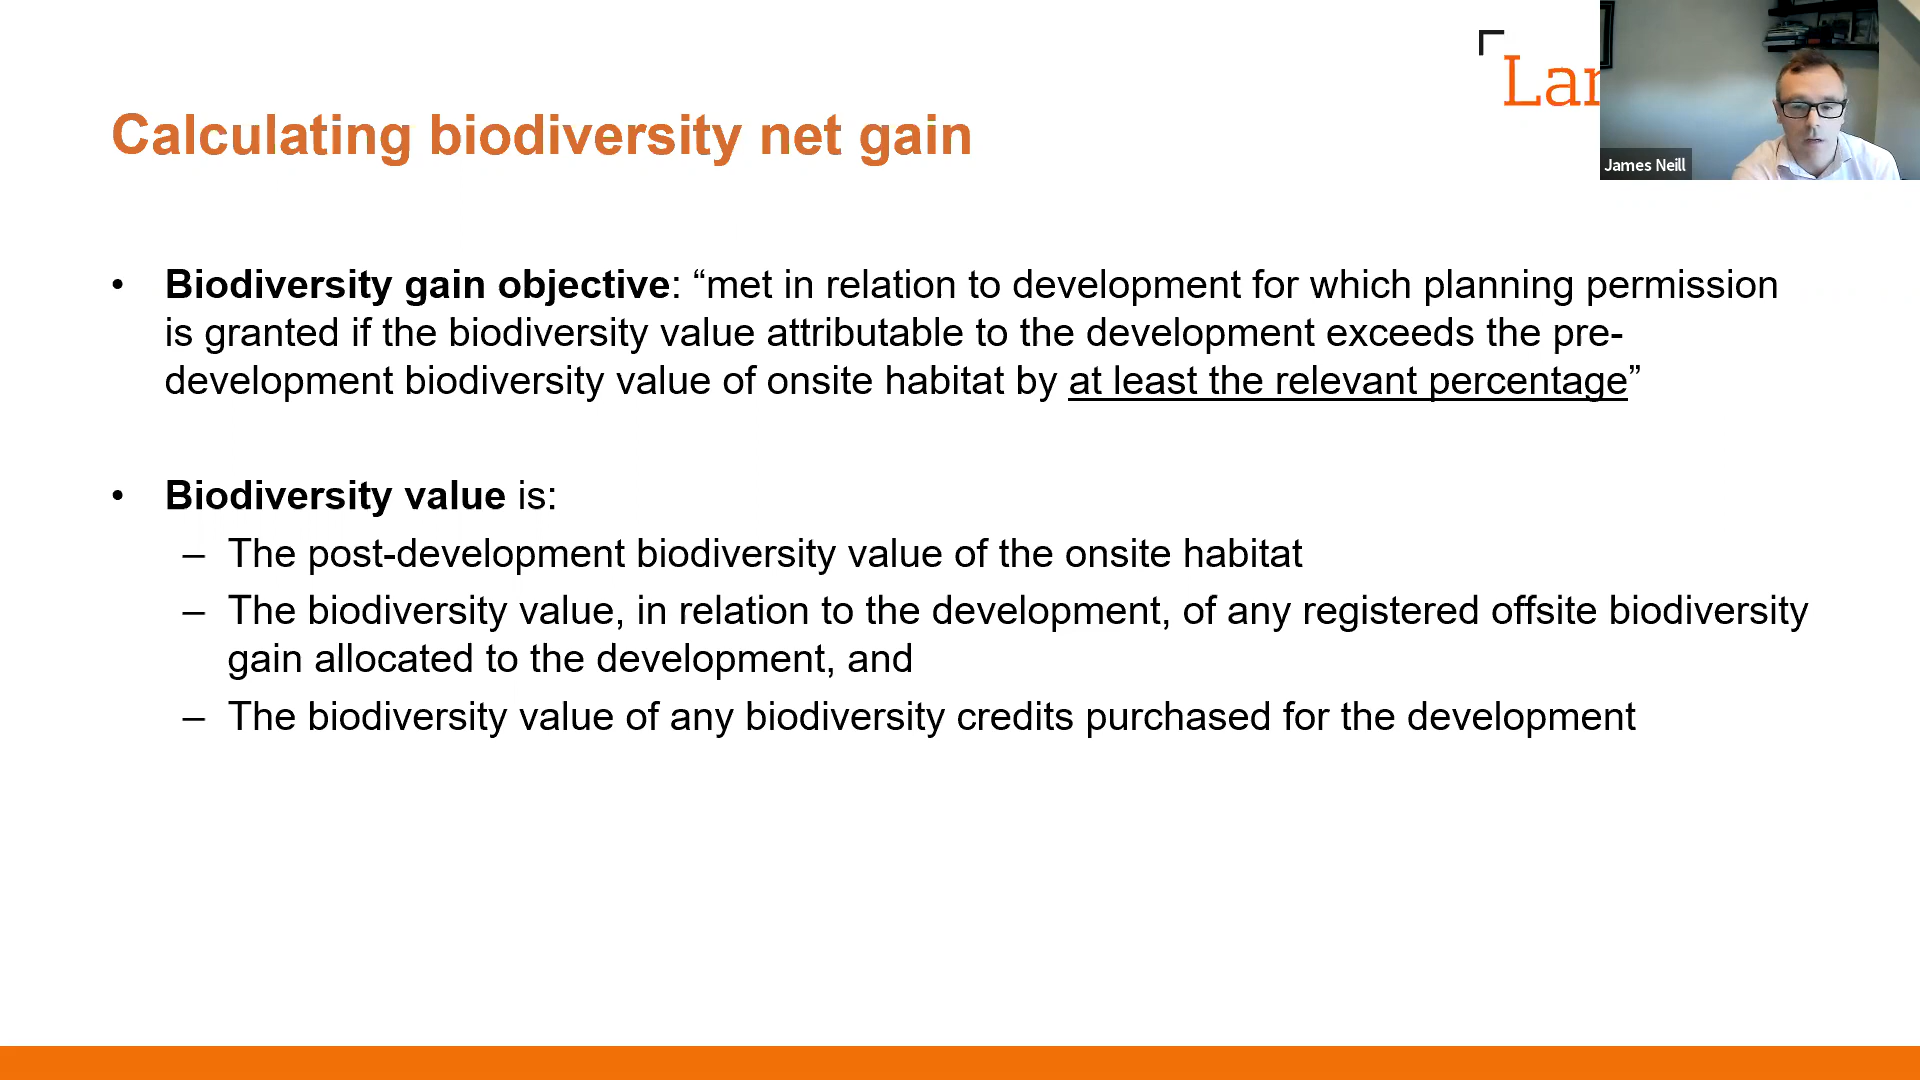 Lar
James Neill
Calculating biodiversity net gain
• Biodiversity gain objective: “met in relation to development for which planning permission
is granted if the biodiversity value attributable to the development exceeds the pre-
development biodiversity value of onsite habitat by at least the relevant percentage”
• Biodiversity value is:
– The post-development biodiversity value of the onsite habitat
– The biodiversity value, in relation to the development, of any registered offsite biodiversity
gain allocated to the development, and
– The biodiversity value of any biodiversity credits purchased for the development